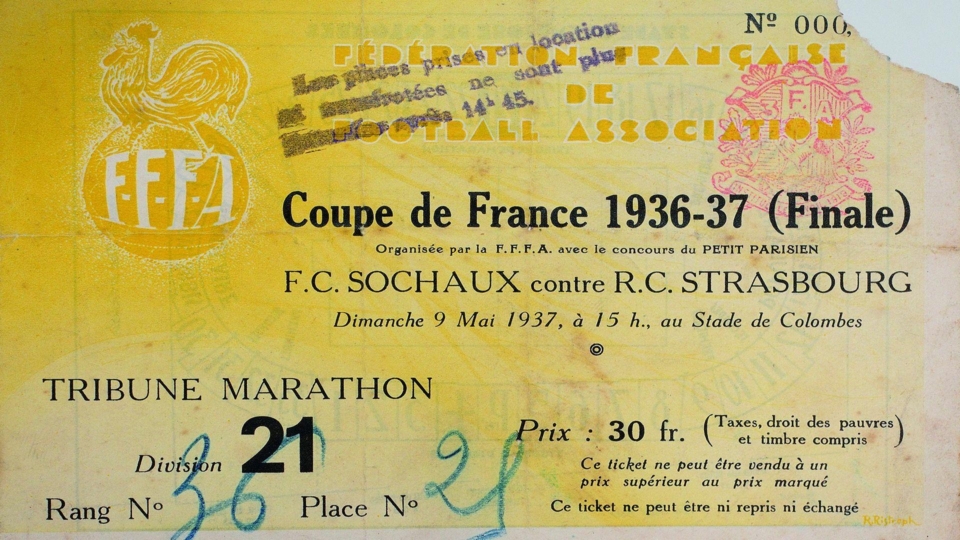 Nº 000,
FÉDÉRATION FRANÇAISE
DE
FOOTBALL ASSOCIATION
Les places prises en location
et numérotées ne sont plus
après 14h 45.
F.F.F.A
3 F. A
Coupe de France 1936-37 (Finale)
Organisée par la F.F.F.A. avec le concours du PETIT PARISIEN
F.C. SOCHAUX contre R.C. STRASBOURG
Dimanche 9 Mai 1937, à 15 h., au Stade de Colombes
TRIBUNE MARATHON
Division 21
Rang Nº 36 Place Nº
Prix : 30 fr. (Taxes, droit des pauvres
et timbre compris)
Ce ticket ne peut être vendu à un
prix supérieur au prix marqué
Ce ticket ne peut être ni repris ni échangé